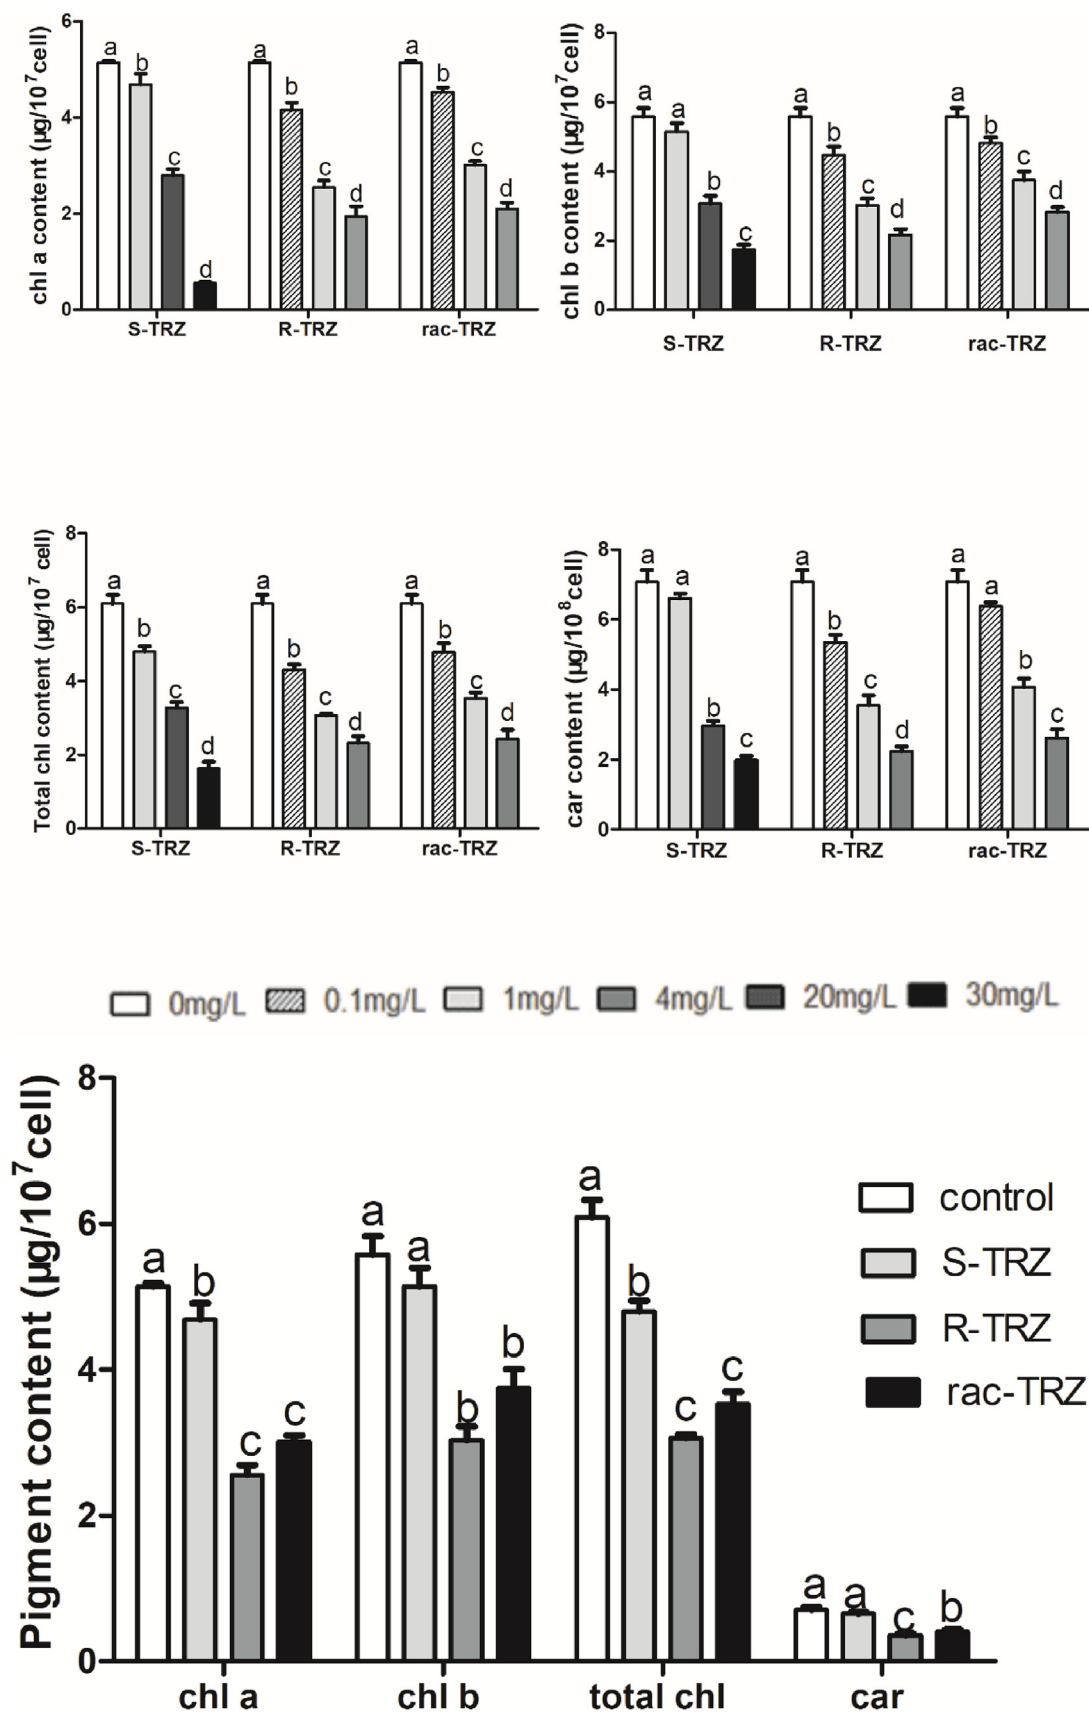 chl a content (µg/10⁷cell)
6
4
2
0
a b c d
a b c d
a b c d
S-TRZ R-TRZ rac-TRZ
chl b content (µg/10⁷cell)
8
6
4
2
0
a a b c
a b c d
a b c d
S-TRZ R-TRZ rac-TRZ
Total chl content (µg/10⁷ cell)
8
6
4
2
0
a b c d
a b c d
a b c d
S-TRZ R-TRZ rac-TRZ
car content (µg/10⁸cell)
8
6
4
2
0
a a b c
a b c d
a a b c
S-TRZ R-TRZ rac-TRZ
0mg/L 0.1mg/L 1mg/L 4mg/L 20mg/L 30mg/L
Pigment content (µg/10⁷cell)
8
6
4
2
0
a b c c
a a b b
a b c c
a a c b
chl a chl b total chl car
control
S-TRZ
R-TRZ
rac-TRZ